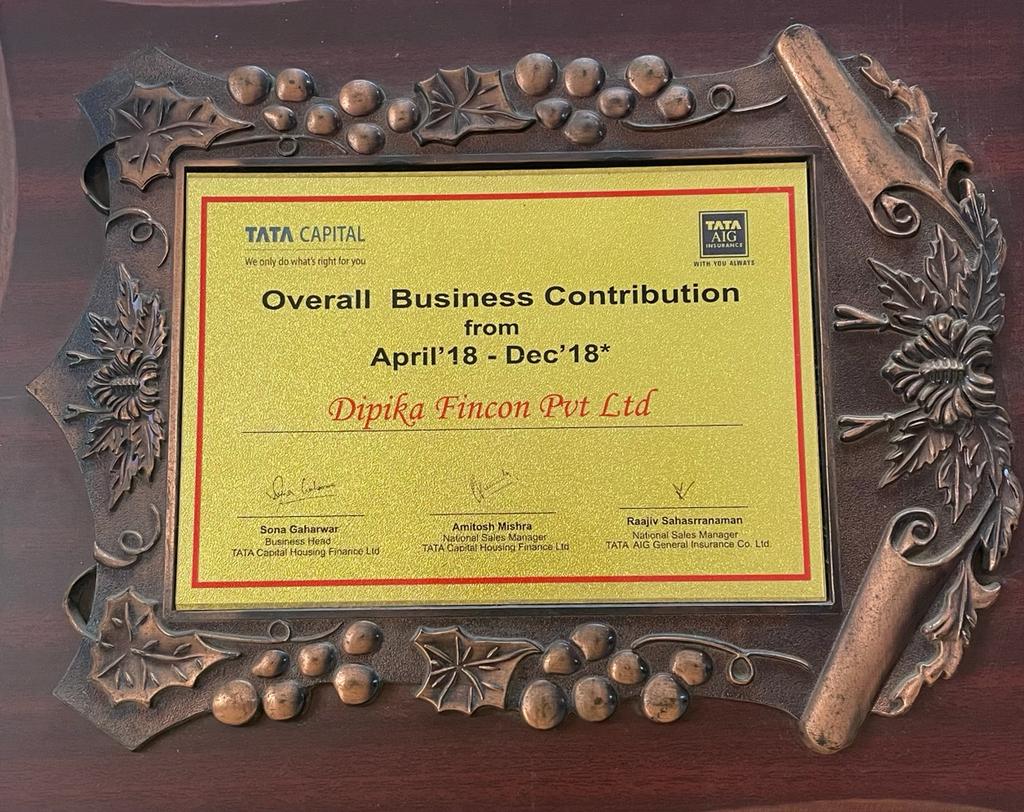 TATA CAPITAL
We only do what's right for you
TATA
AIG
INSURANCE
WITH YOU ALWAYS
Overall Business Contribution
from
April'18 - Dec'18*
Dipika Fincon Pvt Ltd
Sona Gaharwar
Business Head
TATA Capital Housing Finance Ltd
Amitosh Mishra
National Sales Manager
TATA Capital Housing Finance Ltd
Raajiv Sahasrranaman
National Sales Manager
TATA AIG General Insurance Co. Ltd.